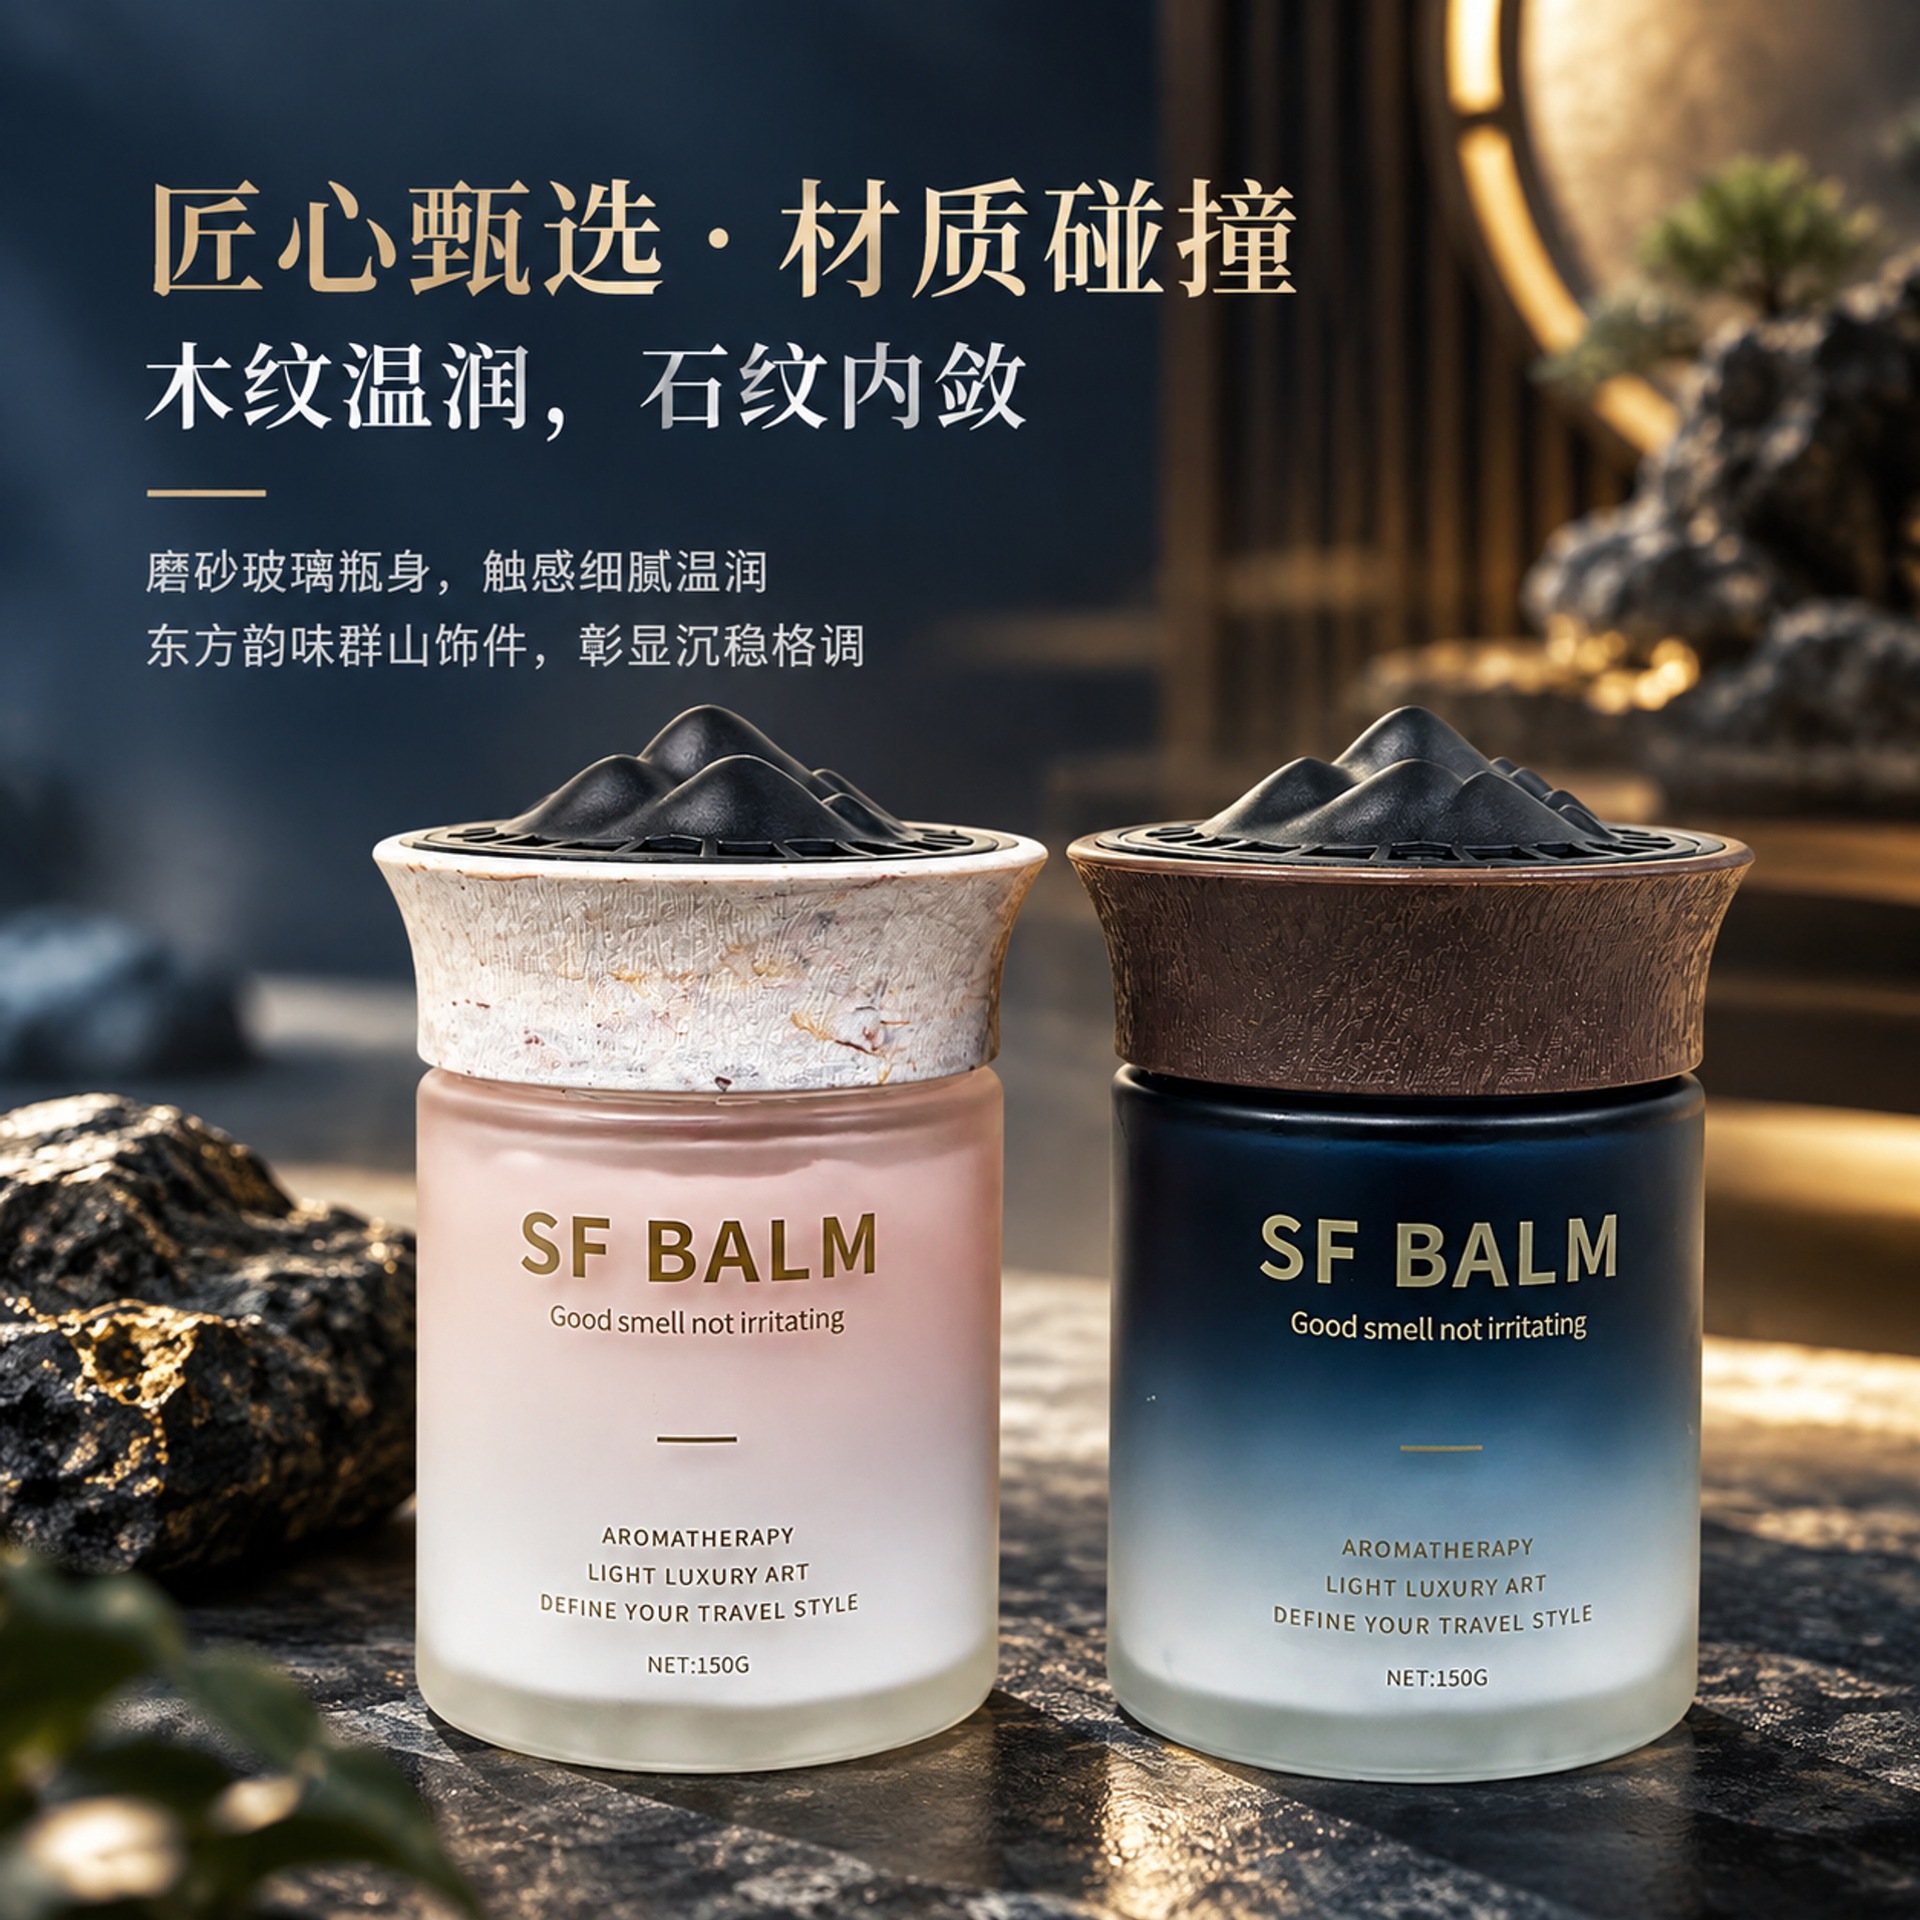 匠心甄选·材质碰撞
木纹温润，石纹内敛
磨砂玻璃瓶身，触感细腻温润
东方韵味群山饰件，彰显沉稳格调
SF BALM
Good smell not irritating
AROMATHERAPY
LIGHT LUXURY ART
DEFINE YOUR TRAVEL STYLE
NET:150G
SF BALM
Good smell not irritating
AROMATHERAPY
LIGHT LUXURY ART
DEFINE YOUR TRAVEL STYLE
NET:150G